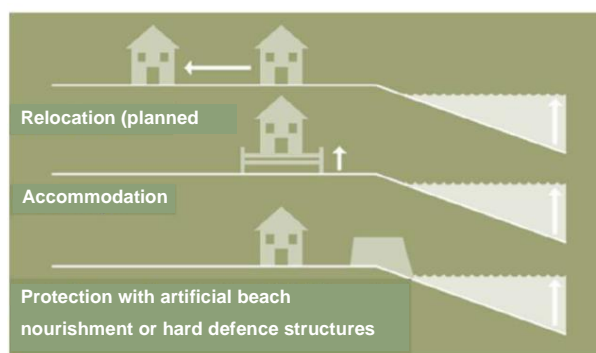 Relocation (planned
Accommodation
Protection with artificial beach
nourishment or hard defence structures